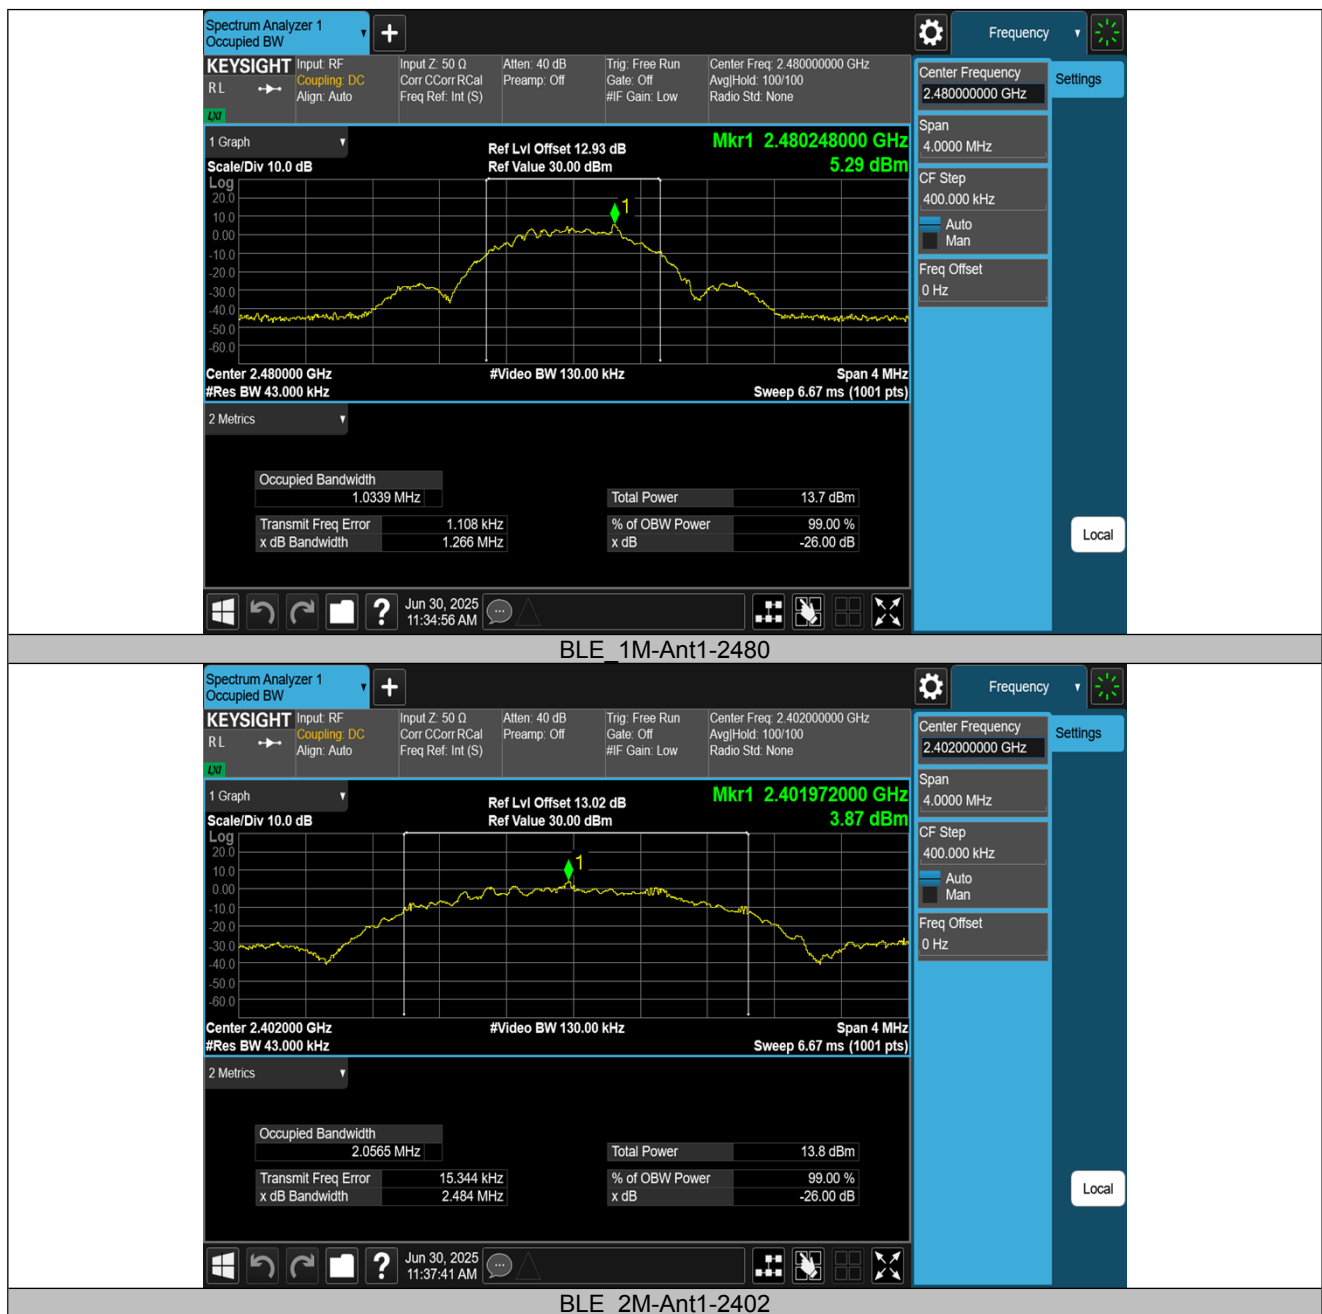 Spectrum Analyzer 1
Occupied BW
Frequency
KEYSIGHT
R L
LXI
Input: RF
Coupling: DC
Align: Auto
Input Z: 50 Ω
Corr CCorr RCal
Freq Ref: Int (S)
Atten: 40 dB
Preamp: Off
Trig: Free Run
Gate: Off
#IF Gain: Low
Center Freq: 2.480000000 GHz
Avg|Hold: 100/100
Radio Std: None
Center Frequency
2.480000000 GHz
Settings
Span
4.0000 MHz
CF Step
400.000 kHz
Auto
Man
Freq Offset
0 Hz
Local
1 Graph
Scale/Div 10.0 dB
Ref Lvl Offset 12.93 dB
Ref Value 30.00 dBm
Mkr1 2.480248000 GHz
5.29 dBm
Log
20.0
10.0
0.00
-10.0
-20.0
-30.0
-40.0
-50.0
-60.0
1
Center 2.480000 GHz
#Video BW 130.00 kHz
Span 4 MHz
#Res BW 43.000 kHz
Sweep 6.67 ms (1001 pts)
2 Metrics
Occupied Bandwidth
1.0339 MHz
Total Power 13.7 dBm
Transmit Freq Error 1.108 kHz
% of OBW Power 99.00 %
x dB Bandwidth 1.266 MHz
x dB -26.00 dB
Jun 30, 2025
11:34:56 AM
BLE_1M-Ant1-2480
Spectrum Analyzer 1
Occupied BW
Frequency
KEYSIGHT
R L
LXI
Input: RF
Coupling: DC
Align: Auto
Input Z: 50 Ω
Corr CCorr RCal
Freq Ref: Int (S)
Atten: 40 dB
Preamp: Off
Trig: Free Run
Gate: Off
#IF Gain: Low
Center Freq: 2.402000000 GHz
Avg|Hold: 100/100
Radio Std: None
Center Frequency
2.402000000 GHz
Settings
Span
4.0000 MHz
CF Step
400.000 kHz
Auto
Man
Freq Offset
0 Hz
Local
1 Graph
Scale/Div 10.0 dB
Ref Lvl Offset 13.02 dB
Ref Value 30.00 dBm
Mkr1 2.401972000 GHz
3.87 dBm
Log
20.0
10.0
0.00
-10.0
-20.0
-30.0
-40.0
-50.0
-60.0
1
Center 2.402000 GHz
#Video BW 130.00 kHz
Span 4 MHz
#Res BW 43.000 kHz
Sweep 6.67 ms (1001 pts)
2 Metrics
Occupied Bandwidth
2.0565 MHz
Total Power 13.8 dBm
Transmit Freq Error 15.344 kHz
% of OBW Power 99.00 %
x dB Bandwidth 2.484 MHz
x dB -26.00 dB
Jun 30, 2025
11:37:41 AM
BLE_2M-Ant1-2402